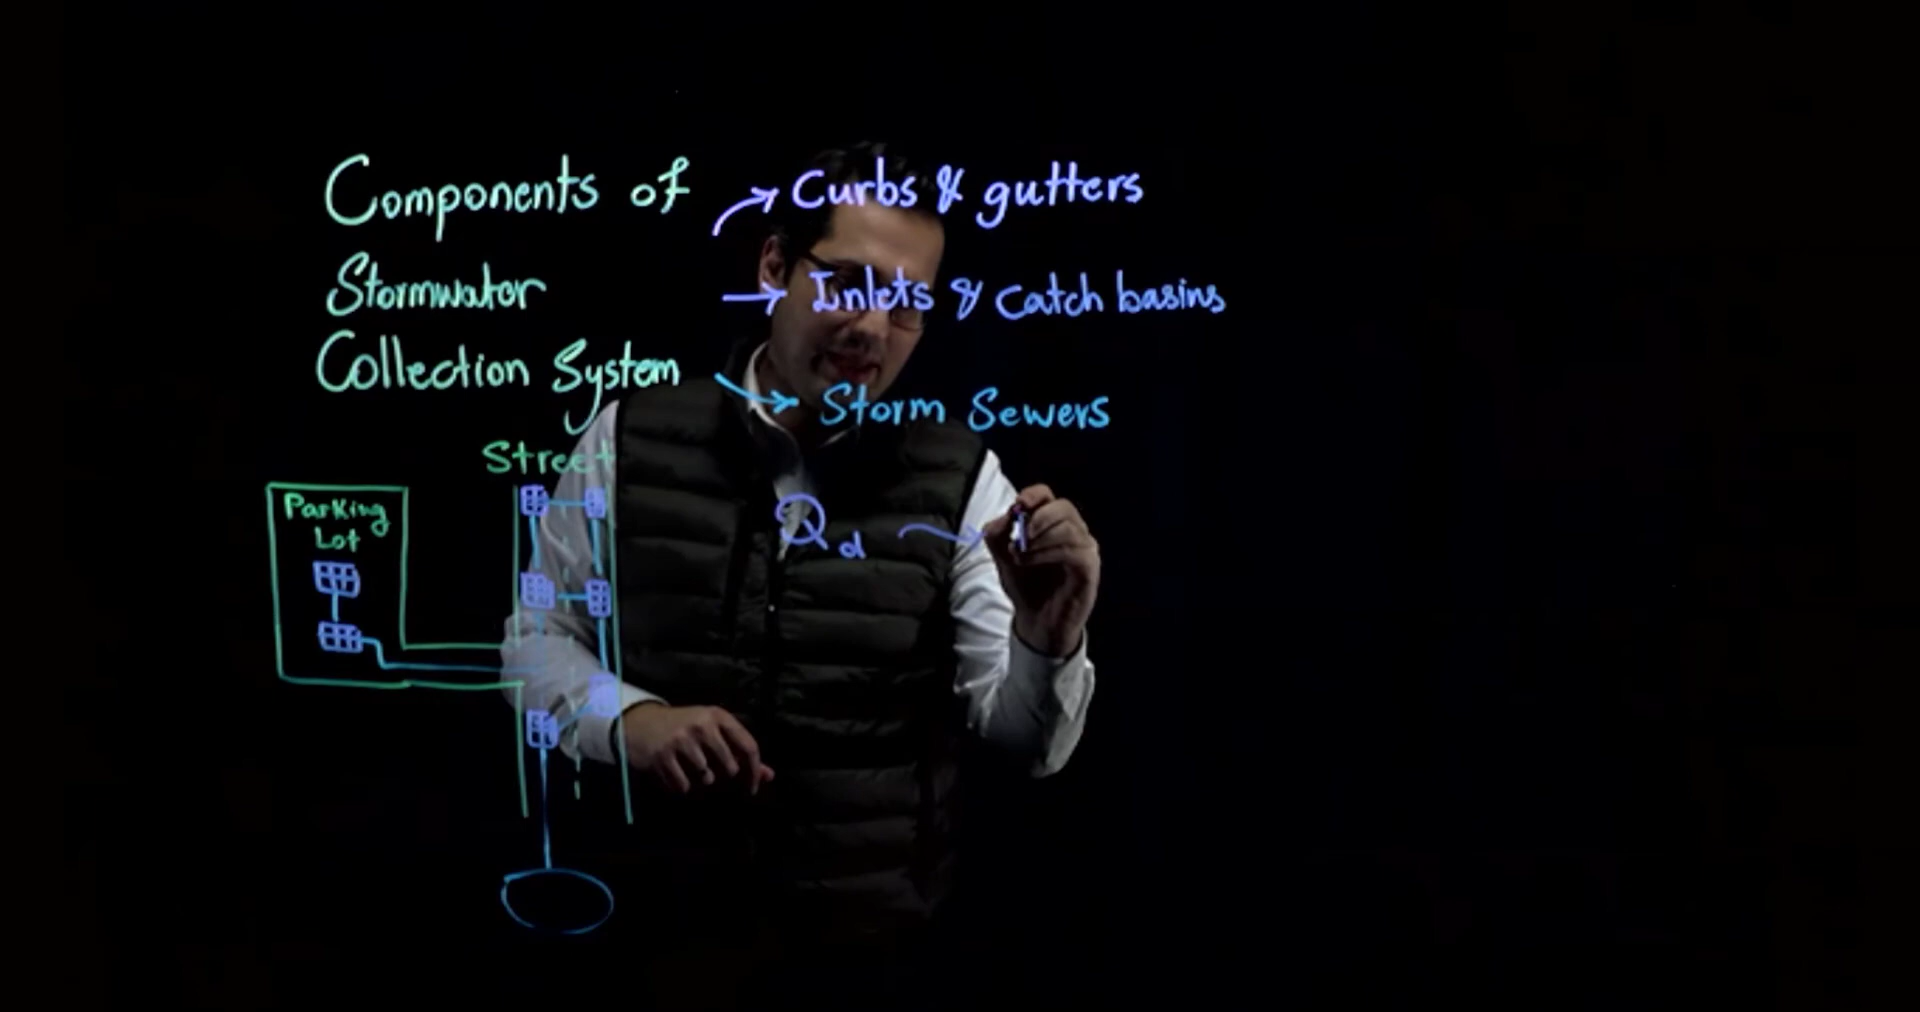 Components of
Stormwater
Collection System
Curbs & gutters
Inlets & Catch basins
Storm Sewers
Street
Parking
Lot
Qd